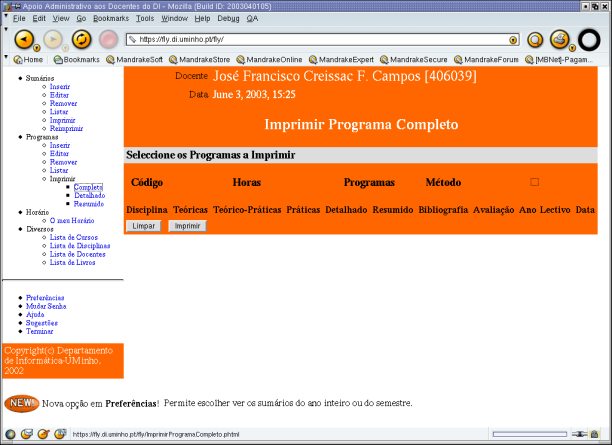 Apoio Administrativo aos Docentes do DI - Mozilla {Build ID: 2003040105}
File Edit View Go Bookmarks Tools Window Help Debug QA
https://fly.di.uminho.pt/fly/
Home Bookmarks MandrakeSoft MandrakeStore MandrakeOnline MandrakeExpert MandrakeSecure MandrakeForum [MBNet]-Pagam...
Sumários
Inserir
Editar
Remover
Listar
Imprimir
Reimprimir
Programas
Inserir
Editar
Remover
Listar
Imprimir
Completo
Detalhado
Resumido
Horário
O meu Horário
Diversos
Lista de Cursos
Lista de Disciplinas
Lista de Docentes
Lista de Livros
Preferências
Mudar Senha
Ajuda
Sugestões
Terminar
Copyright(c) Departamento
de Informática-UMinho,
2002
Docente José Francisco Creissac F. Campos [406039]
Data June 3, 2003, 15:25
Imprimir Programa Completo
Seleccione os Programas a Imprimir
Código Horas Programas Método
Disciplina Teóricas Teórico-Práticas Práticas Detalhado Resumido Bibliografia Avaliação Ano Lectivo Data
Limpar Imprimir
NEW! Nova opção em Preferências! Permite escolher ver os sumários do ano inteiro ou do semestre.
https://fly.di.uminho.pt/fly/ImprimirProgramaCompleto.phtml